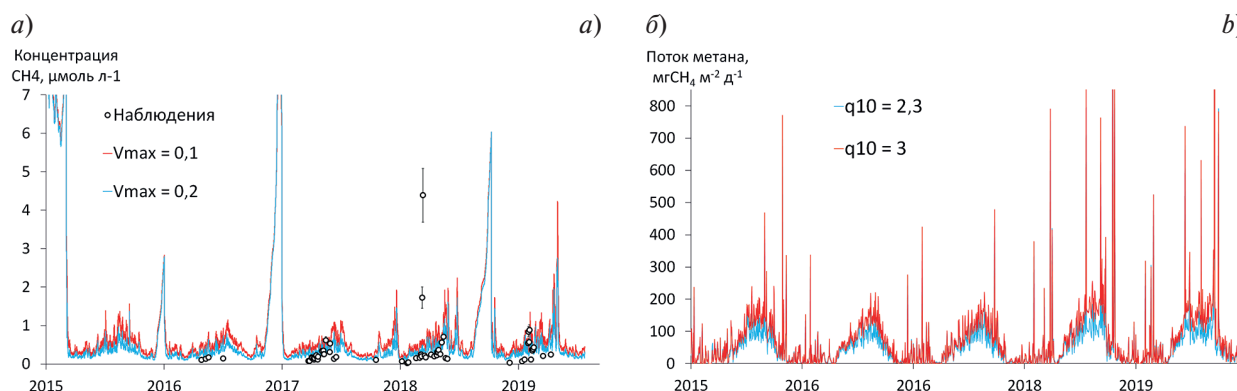 а)
a)
Концентрация
CH4, μмоль л-1
7
6
5
4
3
2
1
0
Наблюдения
Vmax = 0,1
Vmax = 0,2
2015 2016 2017 2018 2019
б)
b)
Поток метана,
мгCH₄ м⁻² д⁻¹
800
700
600
500
400
300
200
100
0
q10 = 2,3
q10 = 3
2015 2016 2016 2018 2019